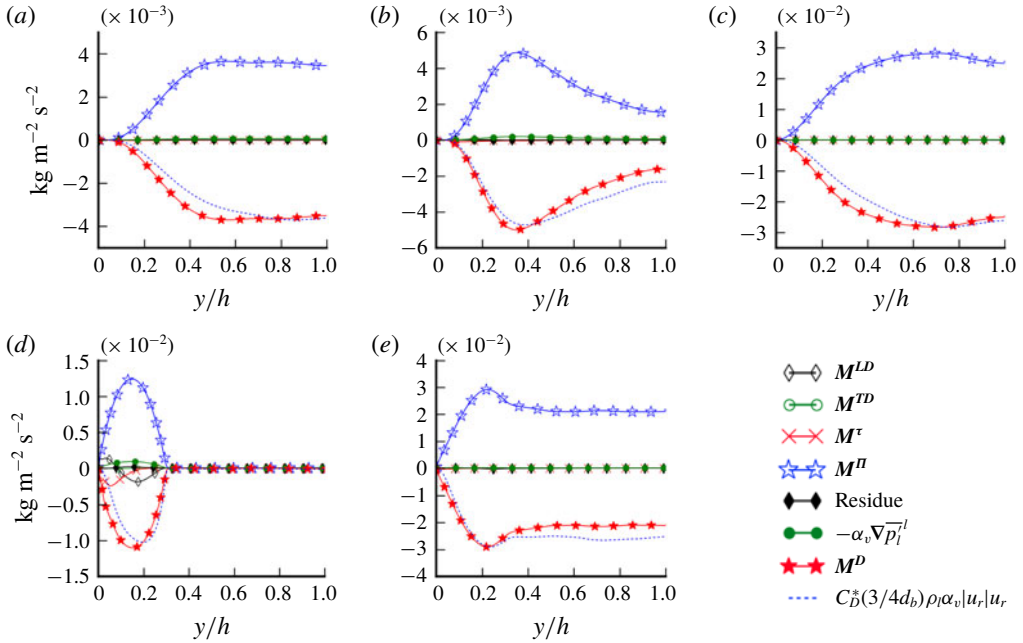 (a) (× 10⁻³) (b) (× 10⁻³) (c) (× 10⁻²)
kg m⁻² s⁻²
4 2 0 −2 −4
6 4 2 0 −2 −4 −6
3 2 1 0 −1 −2 −3
0 0.2 0.4 0.6 0.8 1.0 0 0.2 0.4 0.6 0.8 1.0 0 0.2 0.4 0.6 0.8 1.0
y/h y/h y/h
(d) (× 10⁻²) (e) (× 10⁻²)
kg m⁻² s⁻²
1.5 1.0 0.5 0 −0.5 −1.0 −1.5
4 3 2 1 0 −1 −2 −3 −4
0 0.2 0.4 0.6 0.8 1.0 0 0.2 0.4 0.6 0.8 1.0
y/h y/h
M^{LD}
M^{TD}
M^{τ}
M^{Π}
Residue
−α_v∇\overline{p_l}^l
M^{D}
C_D^*(3/4d_b)ρ_lα_v|u_r|u_r